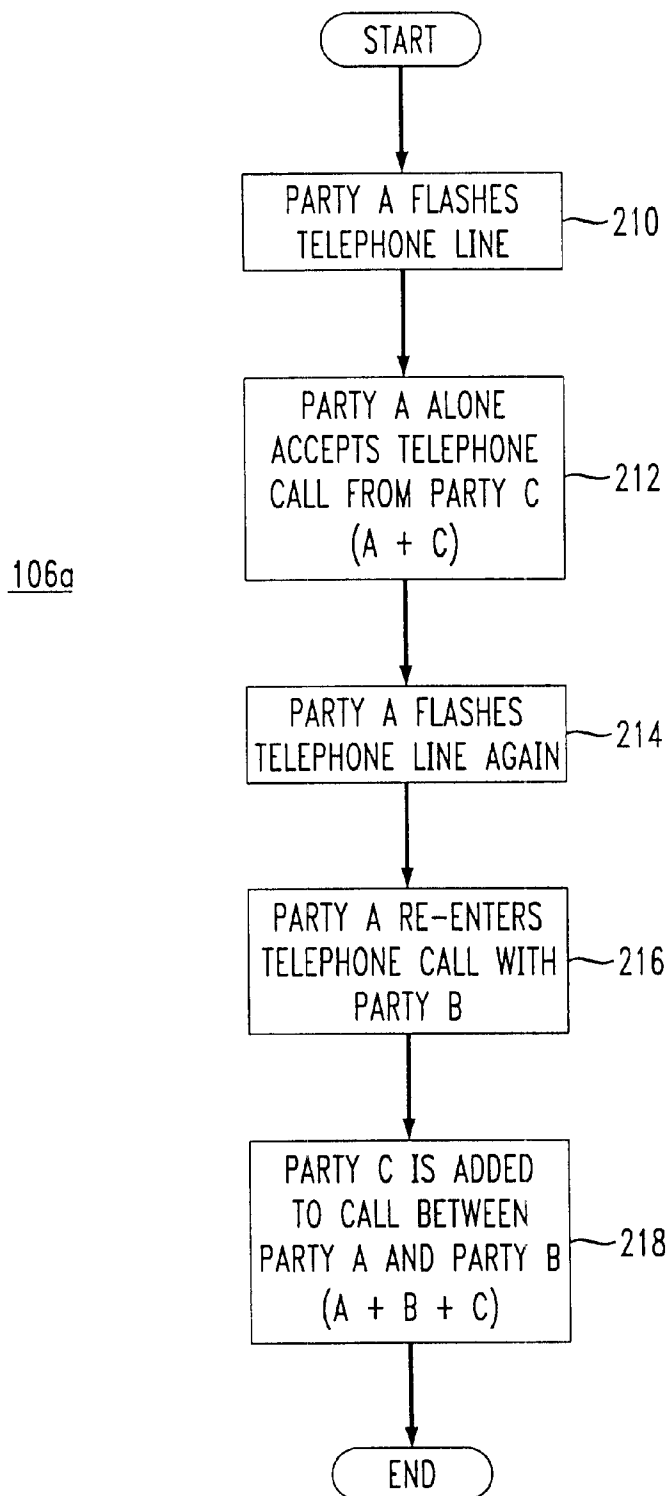 START
PARTY A FLASHES
TELEPHONE LINE
210
PARTY A ALONE
ACCEPTS TELEPHONE
CALL FROM PARTY C
(A + C)
212
106a
PARTY A FLASHES
TELEPHONE LINE AGAIN
214
PARTY A RE-ENTERS
TELEPHONE CALL WITH
PARTY B
216
PARTY C IS ADDED
TO CALL BETWEEN
PARTY A AND PARTY B
(A + B + C)
218
END